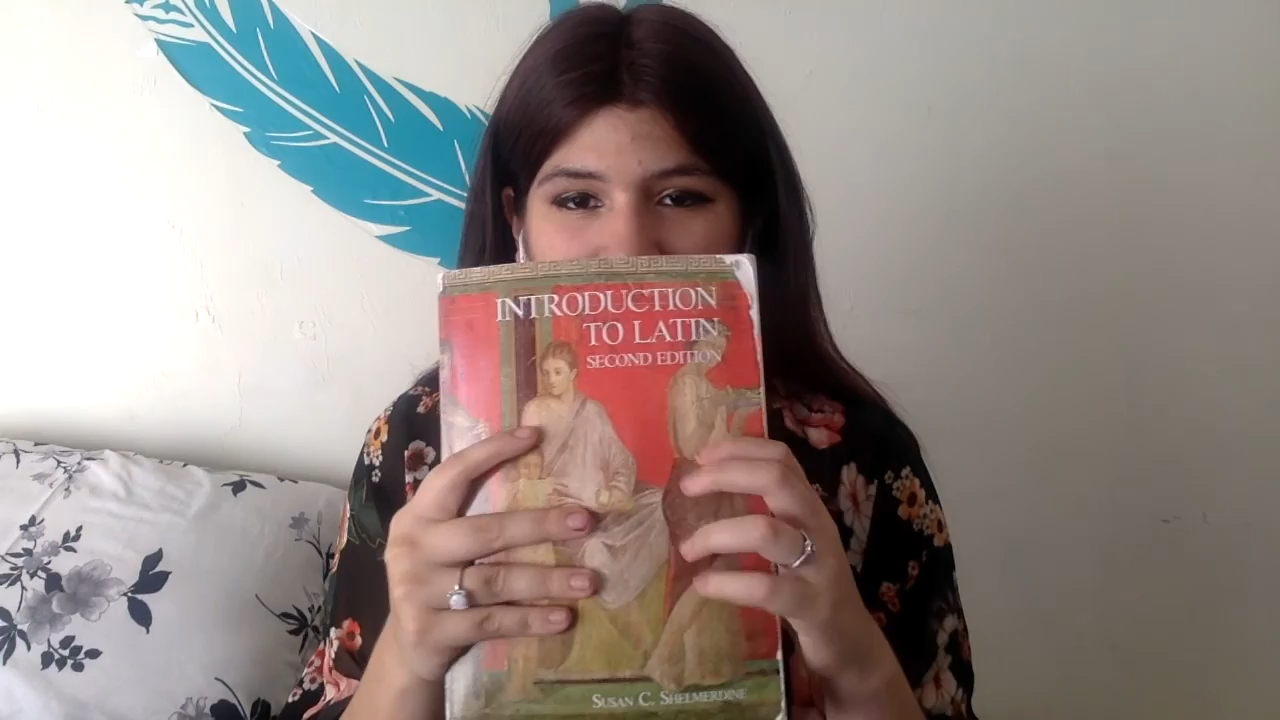 INTRODUCTION
TO LATIN
SECOND EDITION
SUSAN C. SHELMERDINE